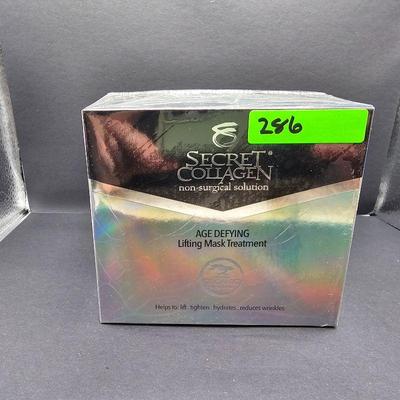 286
SECRET®
COLLAGEN
non-surgical solution
AGE DEFYING
Lifting Mask Treatment
Helps to: lift . tighten . hydrates . reduces wrinkles